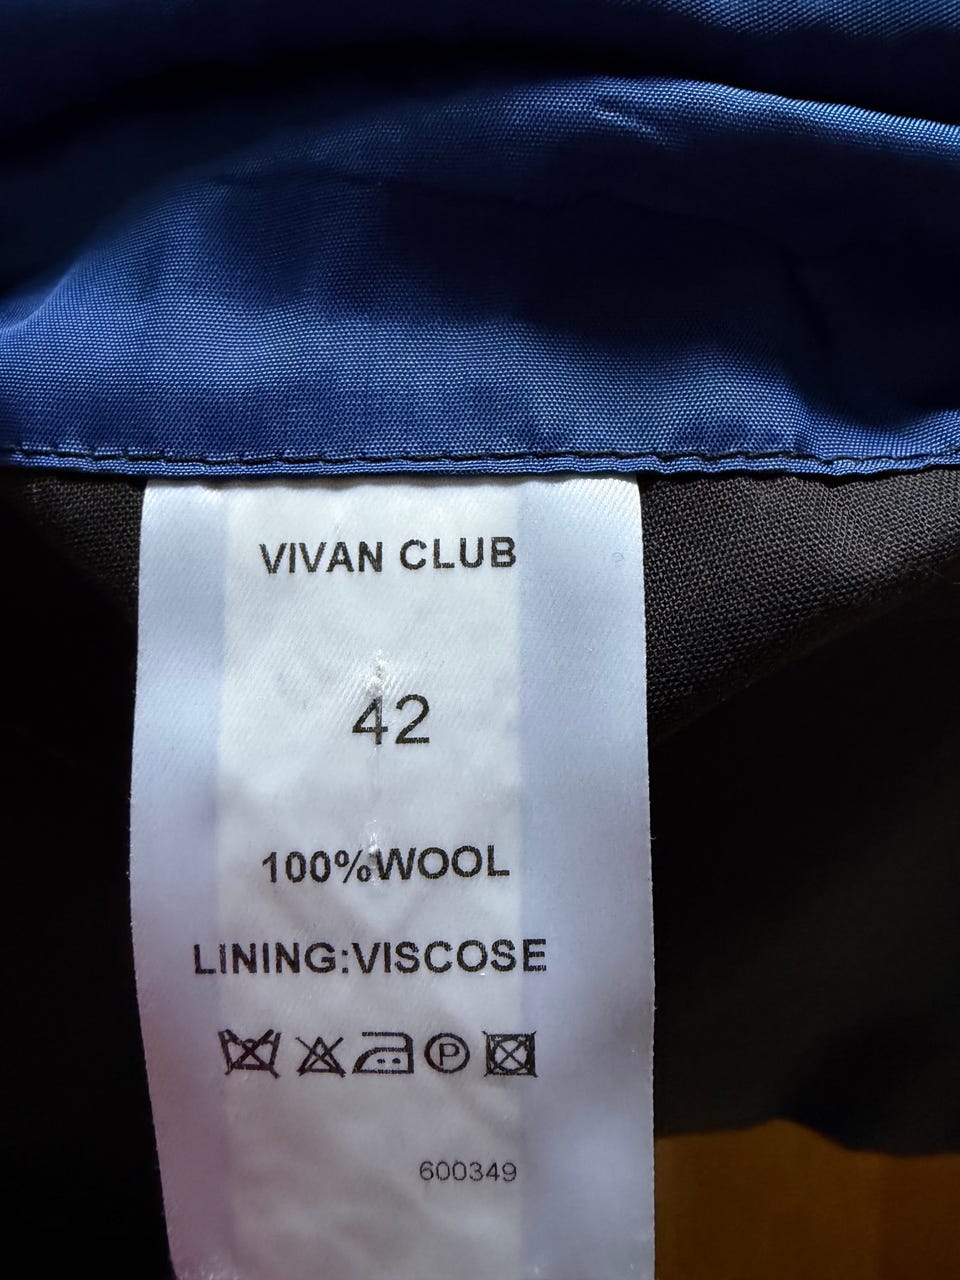 VIVAN CLUB
42
100%WOOL
LINING:VISCOSE
P
600349